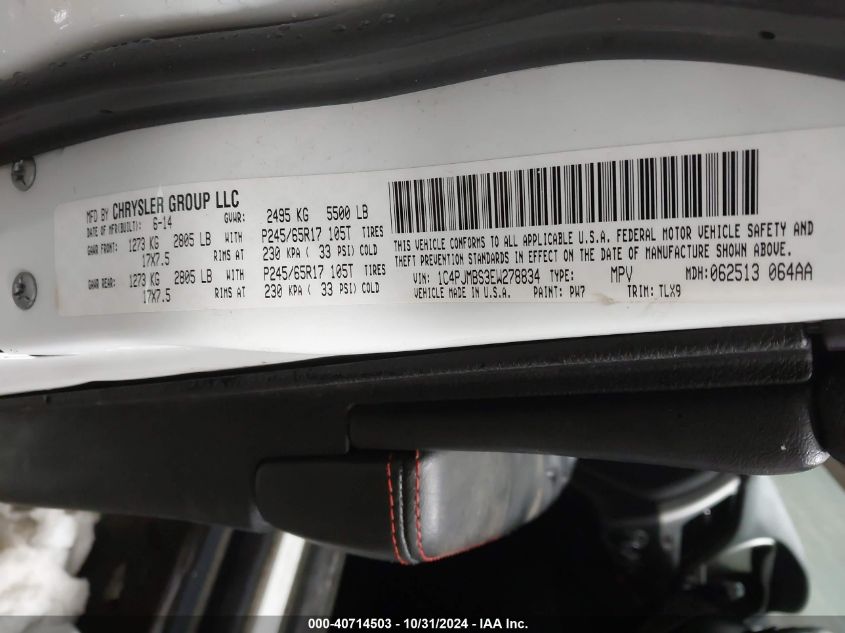 MFD BY CHRYSLER GROUP LLC
DATE OF MFR(BUILT): 6-14 GVWR: 2495 KG 5500 LB
GAWR FRONT: 1273 KG 2805 LB WITH P245/65R17 105T TIRES
17X7.5 RIMS AT 230 KPA ( 33 PSI) COLD
GAWR REAR: 1273 KG 2805 LB WITH P245/65R17 105T TIRES
17X7.5 RIMS AT 230 KPA ( 33 PSI) COLD
THIS VEHICLE CONFORMS TO ALL APPLICABLE U.S.A. FEDERAL MOTOR VEHICLE SAFETY AND
THEFT PREVENTION STANDARDS IN EFFECT ON THE DATE OF MANUFACTURE SHOWN ABOVE.
VIN: 1C4PJMBS3EW278834 TYPE: MPV MDH:062513 064AA
VEHICLE MADE IN U.S.A. PAINT: PW7 TRIM: TLX9
000-40714503 - 10/31/2024 - IAA Inc.